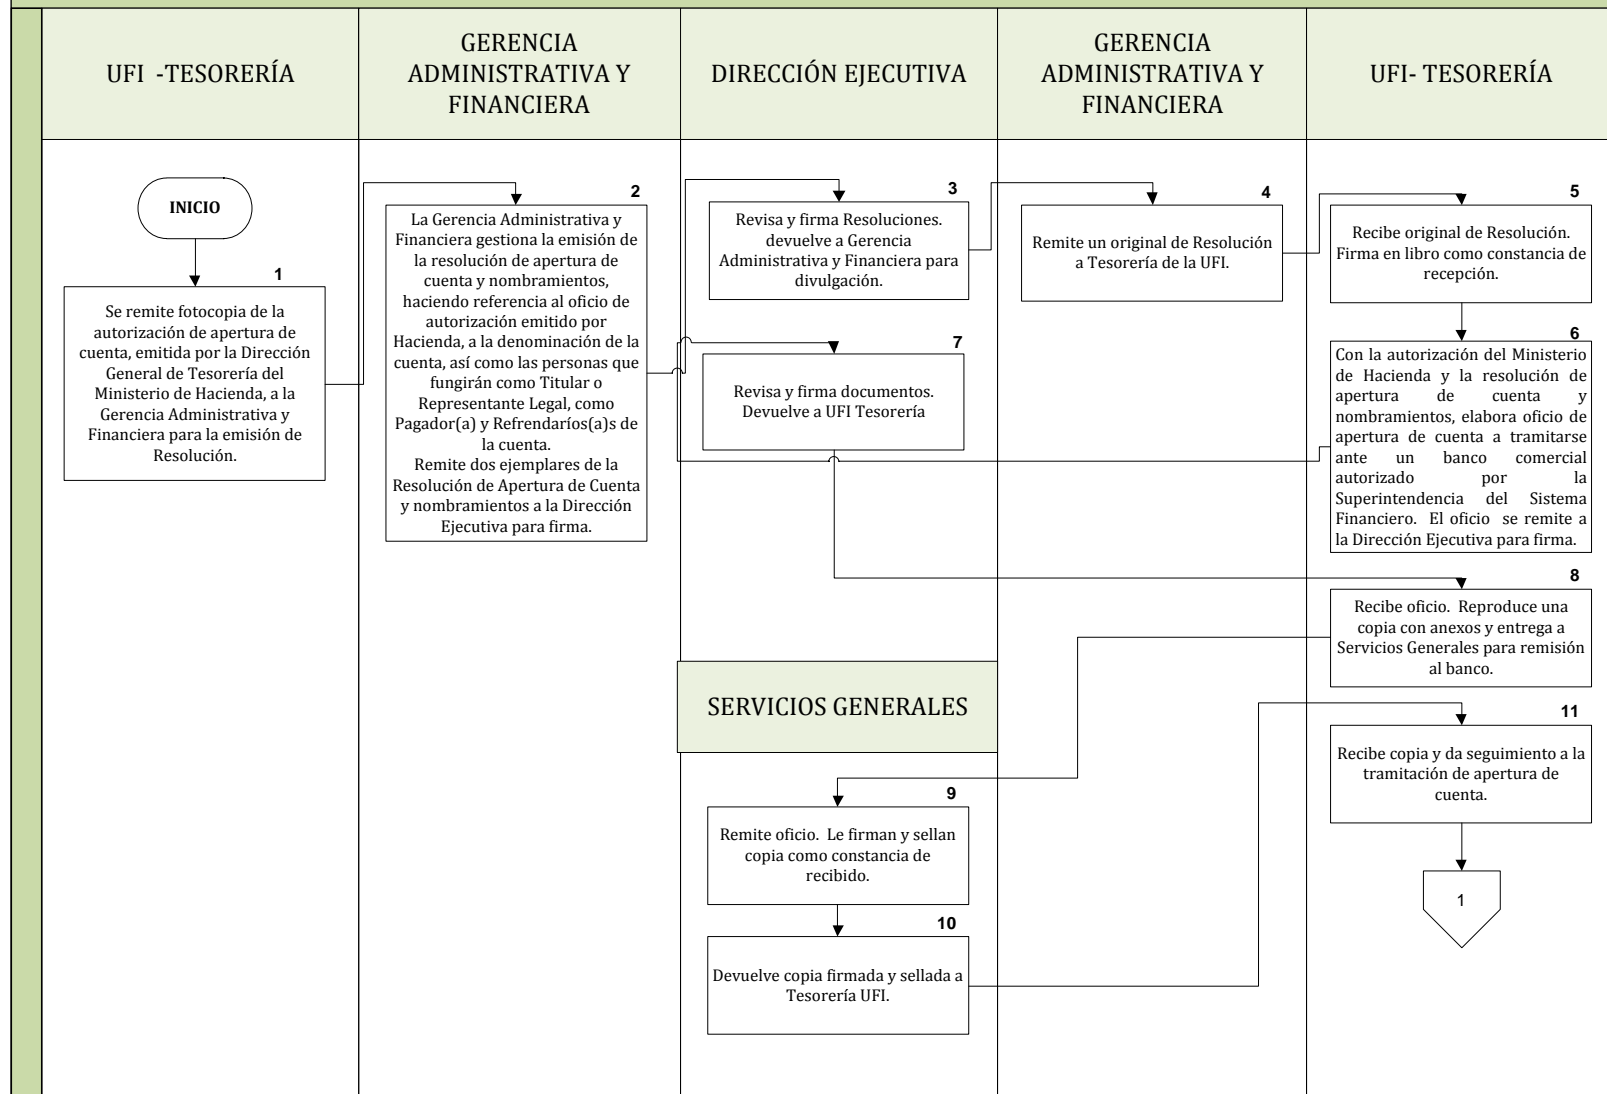 UFI -TESORERÍA
GERENCIA
ADMINISTRATIVA Y
FINANCIERA
DIRECCIÓN EJECUTIVA
GERENCIA
ADMINISTRATIVA Y
FINANCIERA
UFI- TESORERÍA
INICIO
1
Se remite fotocopia de la
autorización de apertura de
cuenta, emitida por la Dirección
General de Tesorería del
Ministerio de Hacienda, a la
Gerencia Administrativa y
Financiera para la emisión de
Resolución.
2
La Gerencia Administrativa y
Financiera gestiona la emisión de
la resolución de apertura de
cuenta y nombramientos,
haciendo referencia al oficio de
autorización emitido por
Hacienda, a la denominación de la
cuenta, así como las personas que
fungirán como Titular o
Representante Legal, como
Pagador(a) y Refrendaríos(a)s de
la cuenta.
Remite dos ejemplares de la
Resolución de Apertura de Cuenta
y nombramientos a la Dirección
Ejecutiva para firma.
3
Revisa y firma Resoluciones.
devuelve a Gerencia
Administrativa y Financiera para
divulgación.
4
Remite un original de Resolución
a Tesorería de la UFI.
5
Recibe original de Resolución.
Firma en libro como constancia de
recepción.
6
Con la autorización del Ministerio
de Hacienda y la resolución de
apertura de cuenta y
nombramientos, elabora oficio de
apertura de cuenta a tramitarse
ante un banco comercial
autorizado por la
Superintendencia del Sistema
Financiero. El oficio se remite a
la Dirección Ejecutiva para firma.
7
Revisa y firma documentos.
Devuelve a UFI Tesorería
8
Recibe oficio. Reproduce una
copia con anexos y entrega a
Servicios Generales para remisión
al banco.
SERVICIOS GENERALES
9
Remite oficio. Le firman y sellan
copia como constancia de
recibido.
10
Devuelve copia firmada y sellada a
Tesorería UFI.
11
Recibe copia y da seguimiento a la
tramitación de apertura de
cuenta.
1